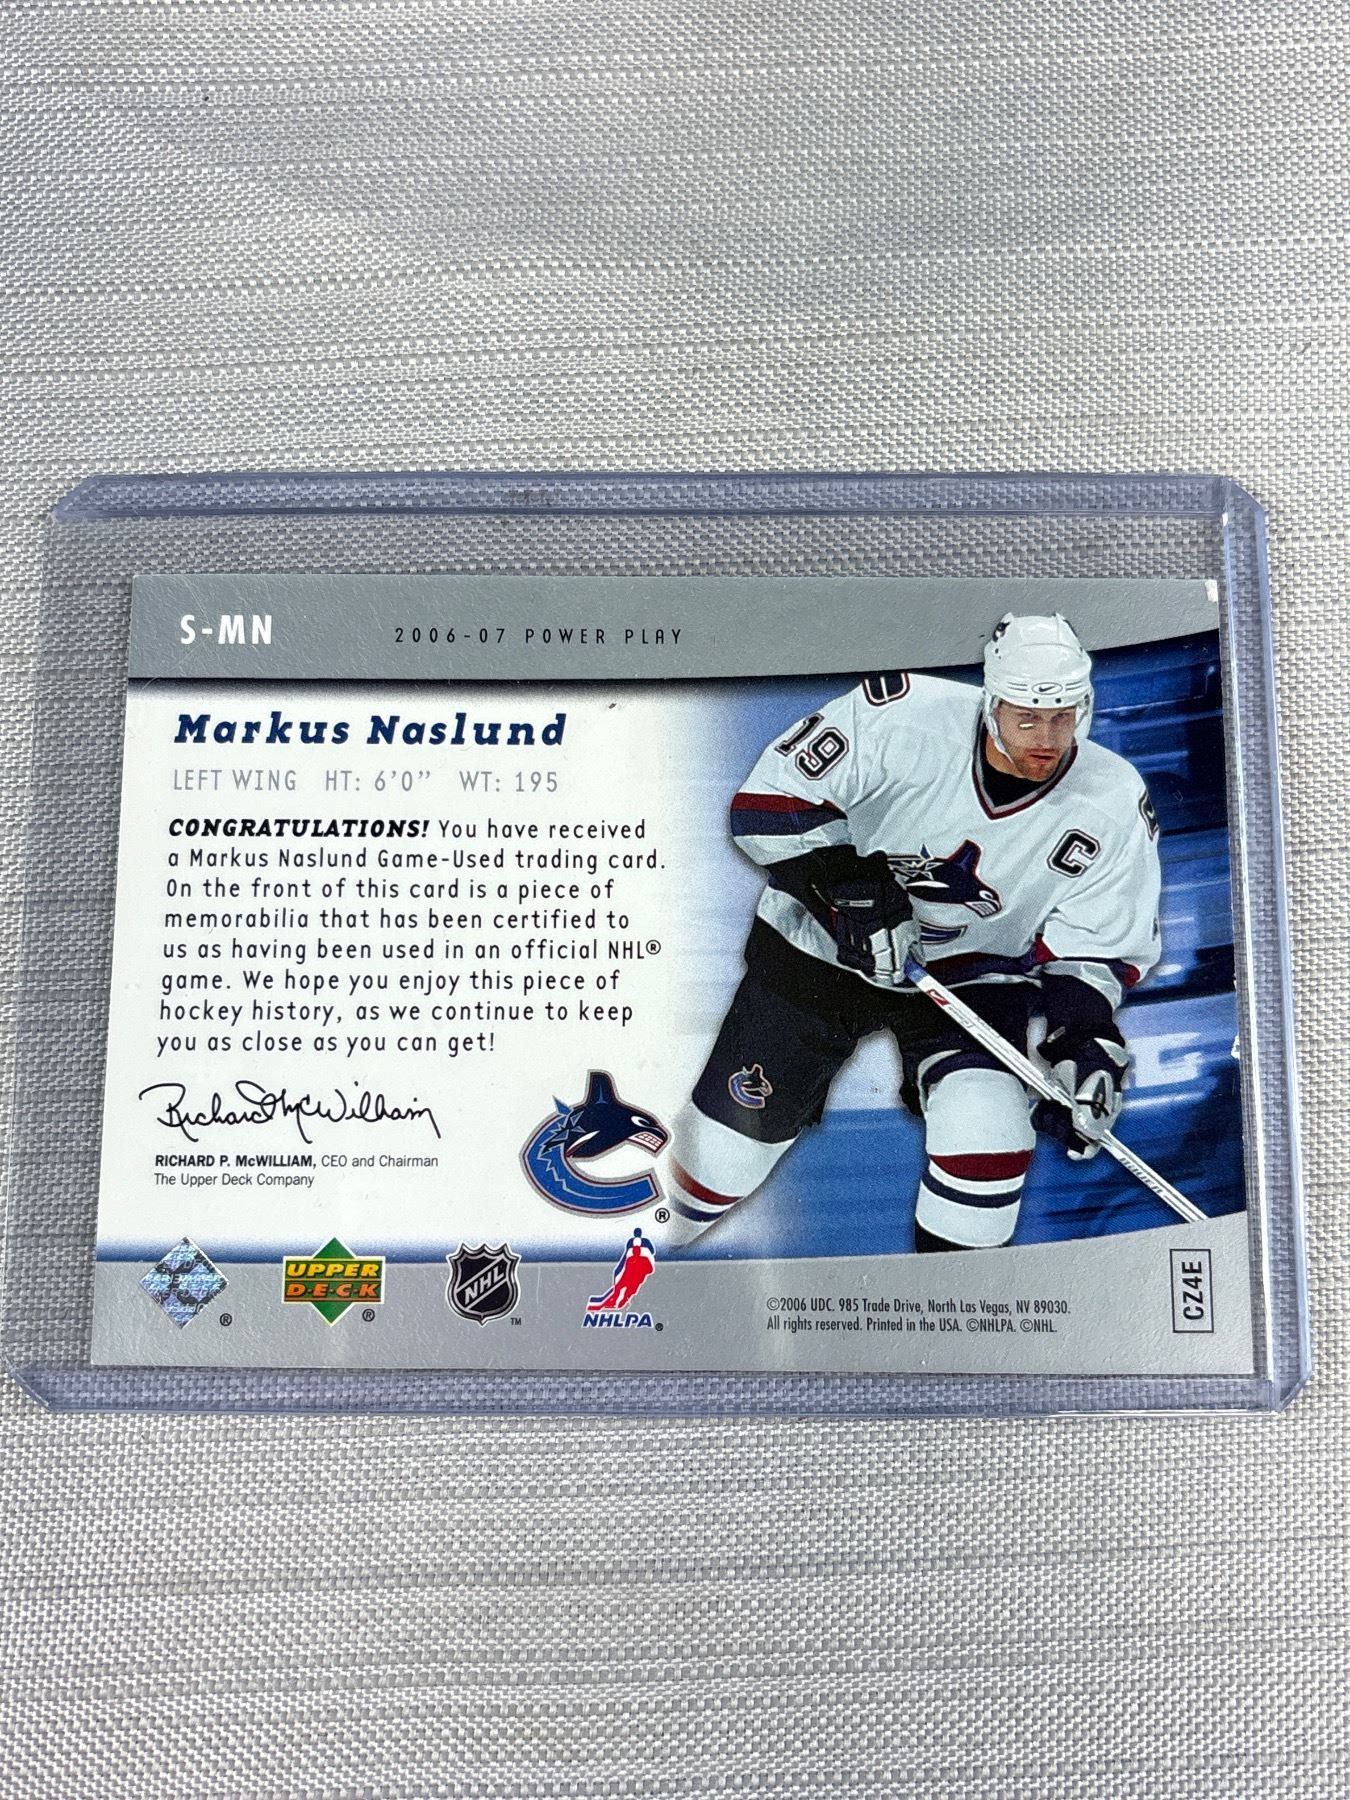 S-MN
2006-07 POWER PLAY
Markus Naslund
LEFT WING HT: 6'0" WT: 195
CONGRATULATIONS! You have received
a Markus Naslund Game-Used trading card.
On the front of this card is a piece of
memorabilia that has been certified to
us as having been used in an official NHL®
game. We hope you enjoy this piece of
hockey history, as we continue to keep
you as close as you can get!
Richard P. McWilliam
RICHARD P. McWILLIAM, CEO and Chairman
The Upper Deck Company
19
C
®
®
UPPER
DECK
®
NHL
TM
NHLPA®
©2006 UDC. 985 Trade Drive, North Las Vegas, NV 89030.
All rights reserved. Printed in the USA. ©NHLPA. ©NHL.
CZ4E